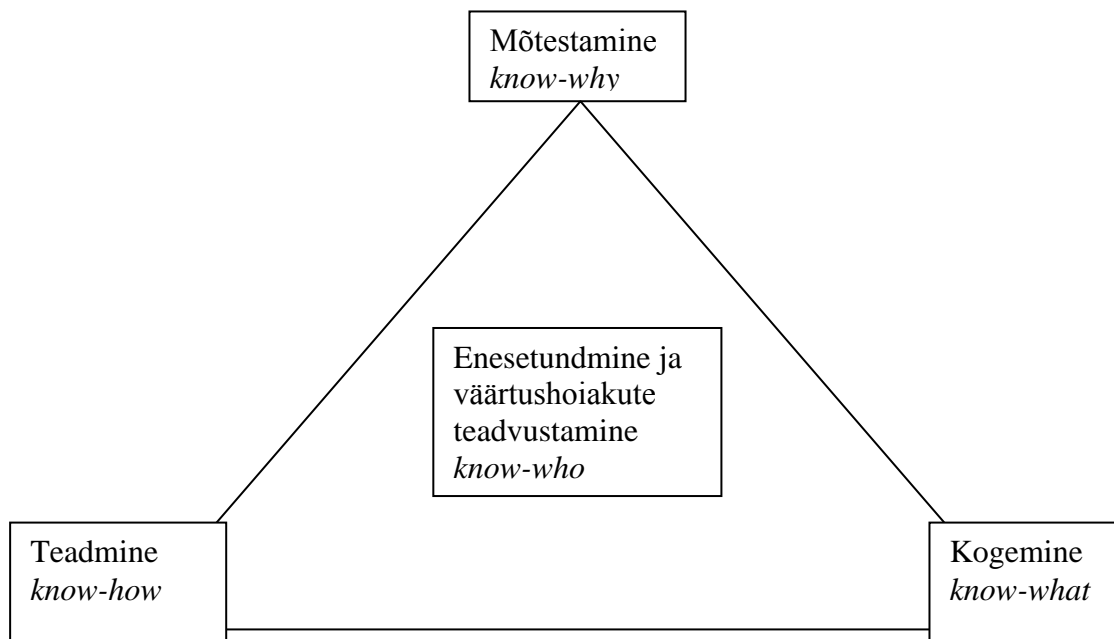 Mõtestamine
know-why
Enesetundmine ja
väärtushoiakute
teadvustamine
know-who
Teadmine
know-how
Kogemine
know-what